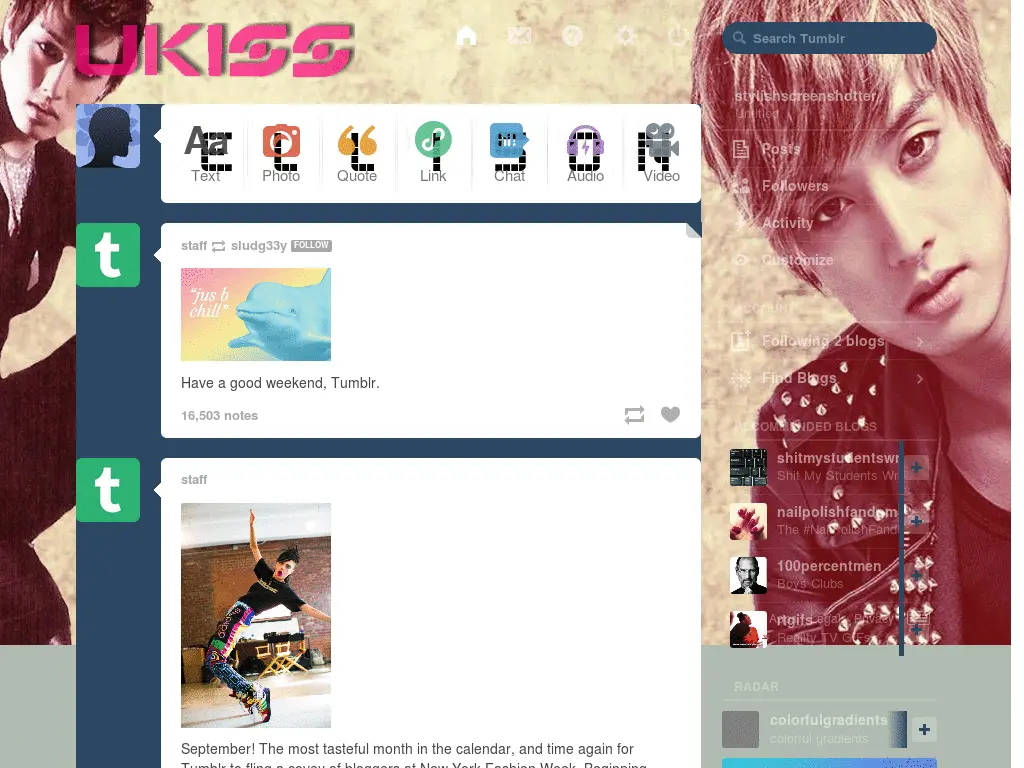 UKISS
Search Tumblr
stylishscreenshotter
Untitled
Aa
Text
Photo
Quote
Link
Chat
Audio
Video
Posts
Followers
Activity
Customize
ACCOUNT
Following 2 blogs
Find Blogs
RECOMMENDED BLOGS
shitmystudentswr
Shit My Students Wr
nailpolishfandom
The #NailPolishFand
100percentmen
Boys Clubs
rtgifs
Reality TV GIFs
Legal
Privacy
RADAR
colorfulgradients
colorful gradients
staff sludg33y FOLLOW
"jus b
chill"
Have a good weekend, Tumblr.
16,503 notes
staff
September! The most tasteful month in the calendar, and time again for
Tumblr to fling a covey of bloggers at New York Fashion Week. Beginning